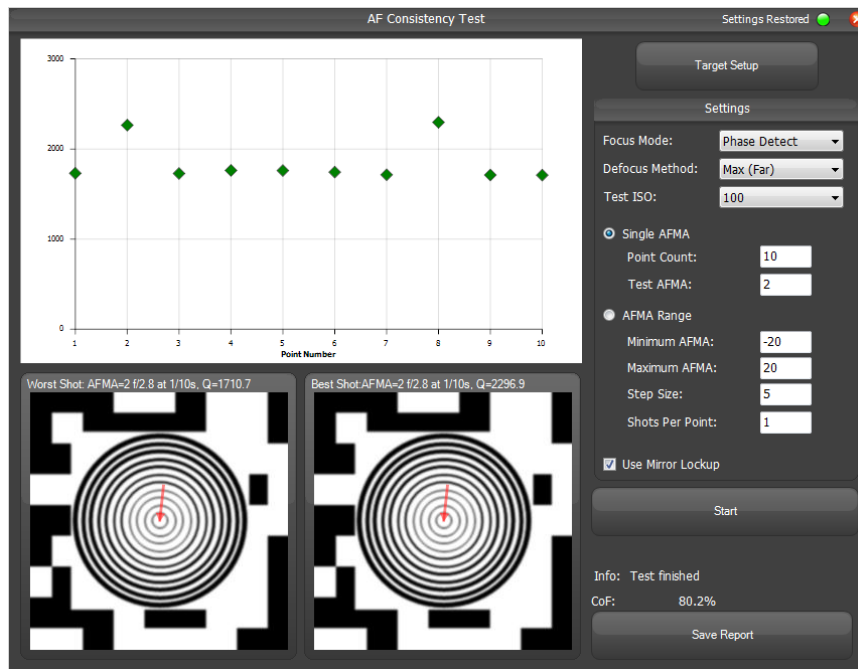 AF Consistency Test
Settings Restored
3000
2000
1000
0
1 2 3 4 5 6 7 8 9 10
Point Number
Worst Shot: AFMA=2 f/2.8 at 1/10s, Q=1710.7
Best Shot:AFMA=2 f/2.8 at 1/10s, Q=2296.9
Target Setup
Settings
Focus Mode: Phase Detect
Defocus Method: Max (Far)
Test ISO: 100
Single AFMA
Point Count: 10
Test AFMA: 2
AFMA Range
Minimum AFMA: -20
Maximum AFMA: 20
Step Size: 5
Shots Per Point: 1
Use Mirror Lockup
Start
Info: Test finished
CoF: 80.2%
Save Report